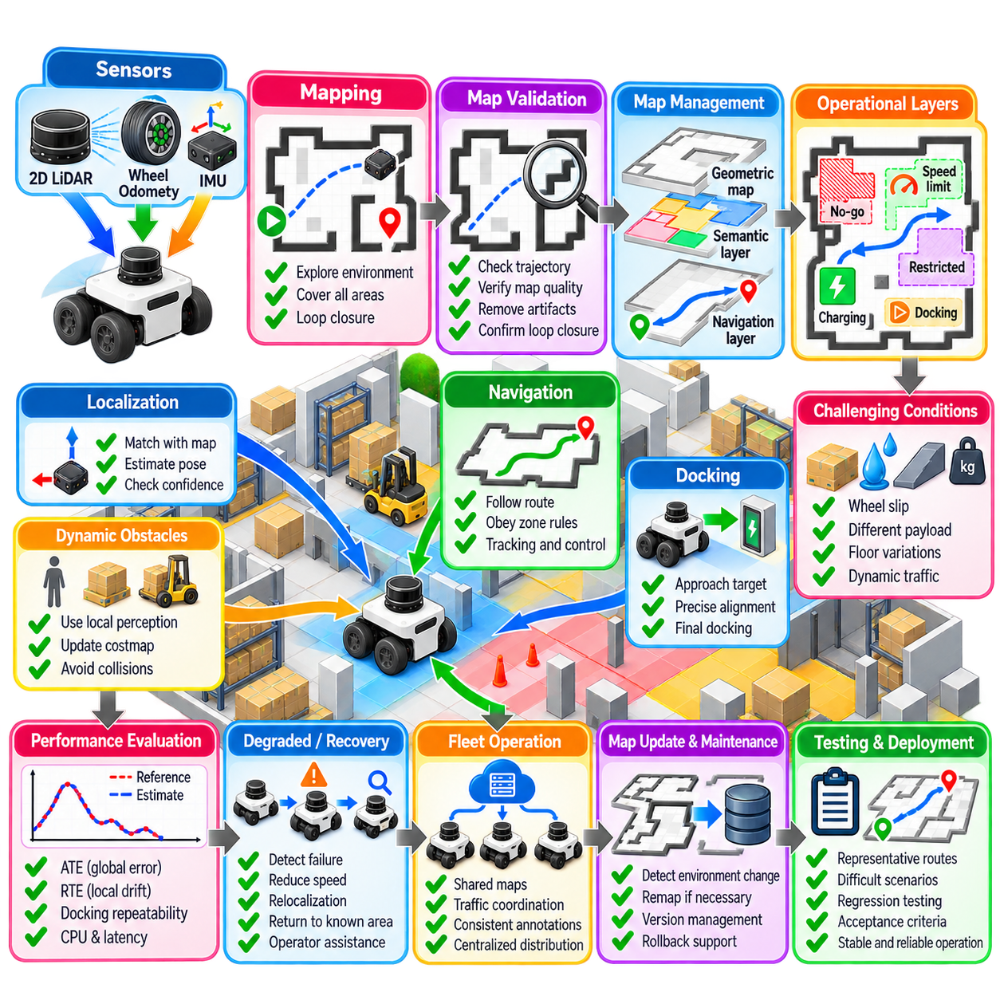 Sensors
2D LiDAR
Wheel
Odomety
IMU
Mapping
Explore environment
Cover all areas
Loop closure
Map Validation
Check trajectory
Verify map quality
Remove artifacts
Confirm loop closure
Map Management
Geometric
map
Semantic
layer
Navigation
layer
Operational Layers
No-go
Speed
limit
Restricted
Charging
Docking
Localization
Match with map
Estimate pose
Check confidence
Navigation
Follow route
Obey zone rules
Tracking and control
Docking
Approach target
Precise alignment
Final docking
Challenging Conditions
kg
Wheel slip
Different payload
Floor variations
Dynamic traffic
Dynamic Obstacles
Use local perception
Update costmap
Avoid collisions
Performance Evaluation
Reference
Estimate
ATE (global error)
RTE (local drift)
Docking repeatability
CPU & latency
Degraded / Recovery
Detect failure
Reduce speed
Relocalization
Return to known area
Operator assistance
Fleet Operation
Shared maps
Traffic coordination
Consistent annotations
Centralized distribution
Map Update & Maintenance
Detect environment change
Remap if necessary
Version management
Rollback support
Testing & Deployment
Representative routes
Difficult scenarios
Regression testing
Acceptance criteria
Stable and reliable operation